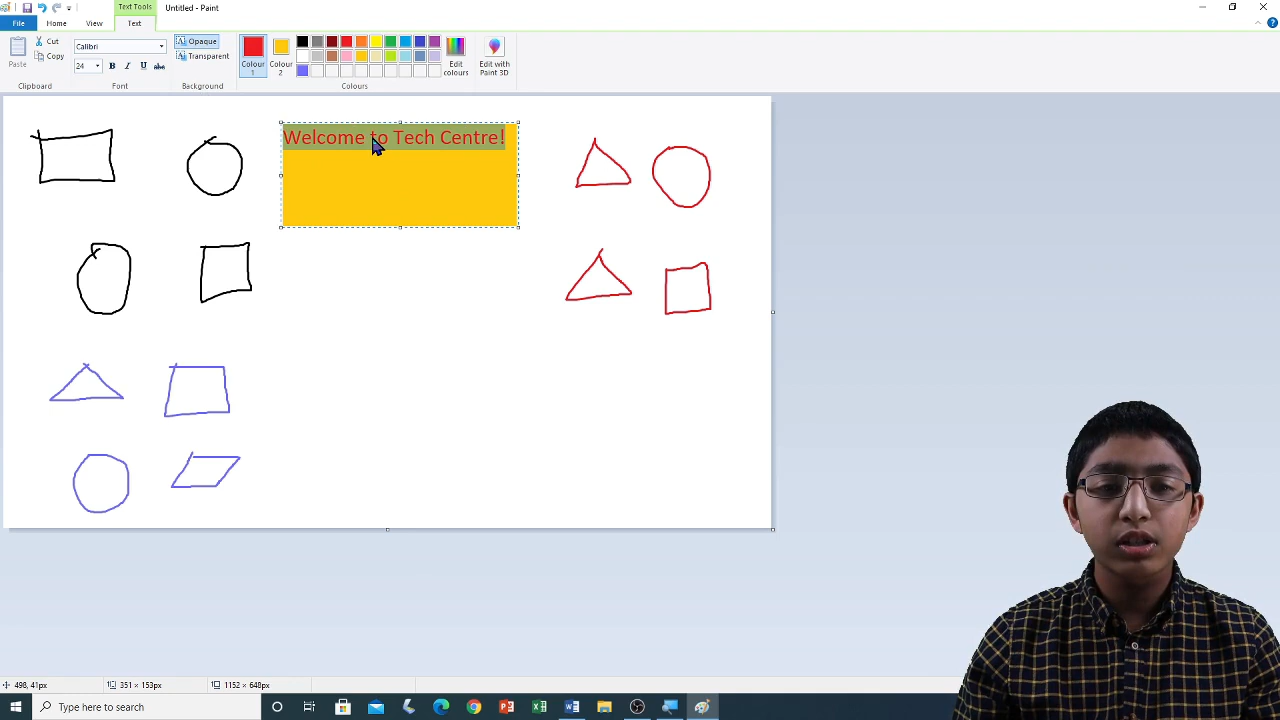 Text Tools
Untitled - Paint
File
Home
View
Text
Paste
Cut
Copy
Clipboard
Calibri
24
B I U abc
Font
Opaque
Transparent
Background
Colour
1
Colour
2
Edit
colours
Edit with
Paint 3D
Colours
Welcome to Tech Centre!
498, 41px
351 × 153px
1152 × 648px
Type here to search